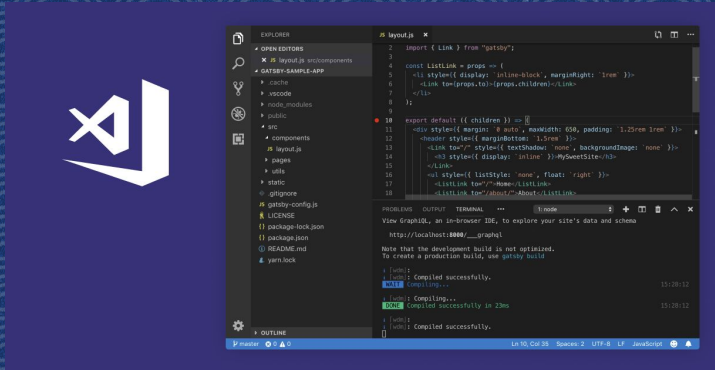 EXPLORER
OPEN EDITORS
JS layout.js src/components
GATSBY-SAMPLE-APP
.cache
.vscode
node_modules
public
src
components
JS layout.js
pages
utils
static
.gitignore
JS gatsby-config.js
LICENSE
{} package-lock.json
{} package.json
README.md
yarn.lock
OUTLINE
JS layout.js
2 import { Link } from "gatsby";
3
4 const ListLink = props => (
5 <li style={{ display: `inline-block`, marginRight: `1rem` }}>
6 <Link to={props.to}>{props.children}</Link>
7 </li>
8 );
9
10 export default ({ children }) => (
11 <div style={{ margin: `0 auto`, maxWidth: 650, padding: `1.25rem 1rem` }}>
12 <header style={{ marginBottom: `1.5rem` }}>
13 <Link to="/" style={{ textShadow: `none`, backgroundImage: `none` }}>
14 <h3 style={{ display: `inline` }}>MySweetSite</h3>
15 </Link>
16 <ul style={{ listStyle: `none`, float: `right` }}>
17 <ListLink to="/">Home</ListLink>
18 <ListLink to="/about/">About</ListLink>
PROBLEMS OUTPUT TERMINAL ••• 1: node
View GraphiQL, an in-browser IDE, to explore your site's data and schema
http://localhost:8000/___graphql
Note that the development build is not optimized.
To create a production build, use gatsby build
ℹ 「wdm」:
ℹ 「wdm」: Compiled successfully.
WAIT Compiling... 15:28:12
ℹ 「wdm」: Compiling...
DONE Compiled successfully in 23ms 15:28:12
ℹ 「wdm」:
ℹ 「wdm」: Compiled successfully.
master 0 0 Ln 10, Col 35 Spaces: 2 UTF-8 LF JavaScript